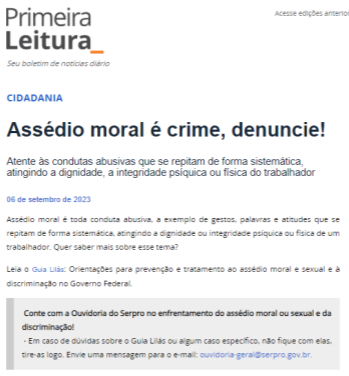 Primeira
Acesse edições anterior
Leitura_
Seu boletim de notícias diário
CIDADANIA
Assédio moral é crime, denuncie!
Atente às condutas abusivas que se repitam de forma sistemática,
atingindo a dignidade, a integridade psíquica ou física do trabalhador
06 de setembro de 2023
Assédio moral é toda conduta abusiva, a exemplo de gestos, palavras e atitudes que se
repitam de forma sistemática, atingindo a dignidade ou integridade psíquica ou física de um
trabalhador. Quer saber mais sobre esse tema?
Leia o Guia Lilás: Orientações para prevenção e tratamento ao assédio moral e sexual e à
discriminação no Governo Federal.
Conte com a Ouvidoria do Serpro no enfrentamento do assédio moral ou sexual e da
discriminação!
- Em caso de dúvidas sobre o Guia Lilás ou algum caso específico, não fique com elas,
tire-as logo. Envie uma mensagem para o e-mail: ouvidoria-geral@serpro.gov.br.